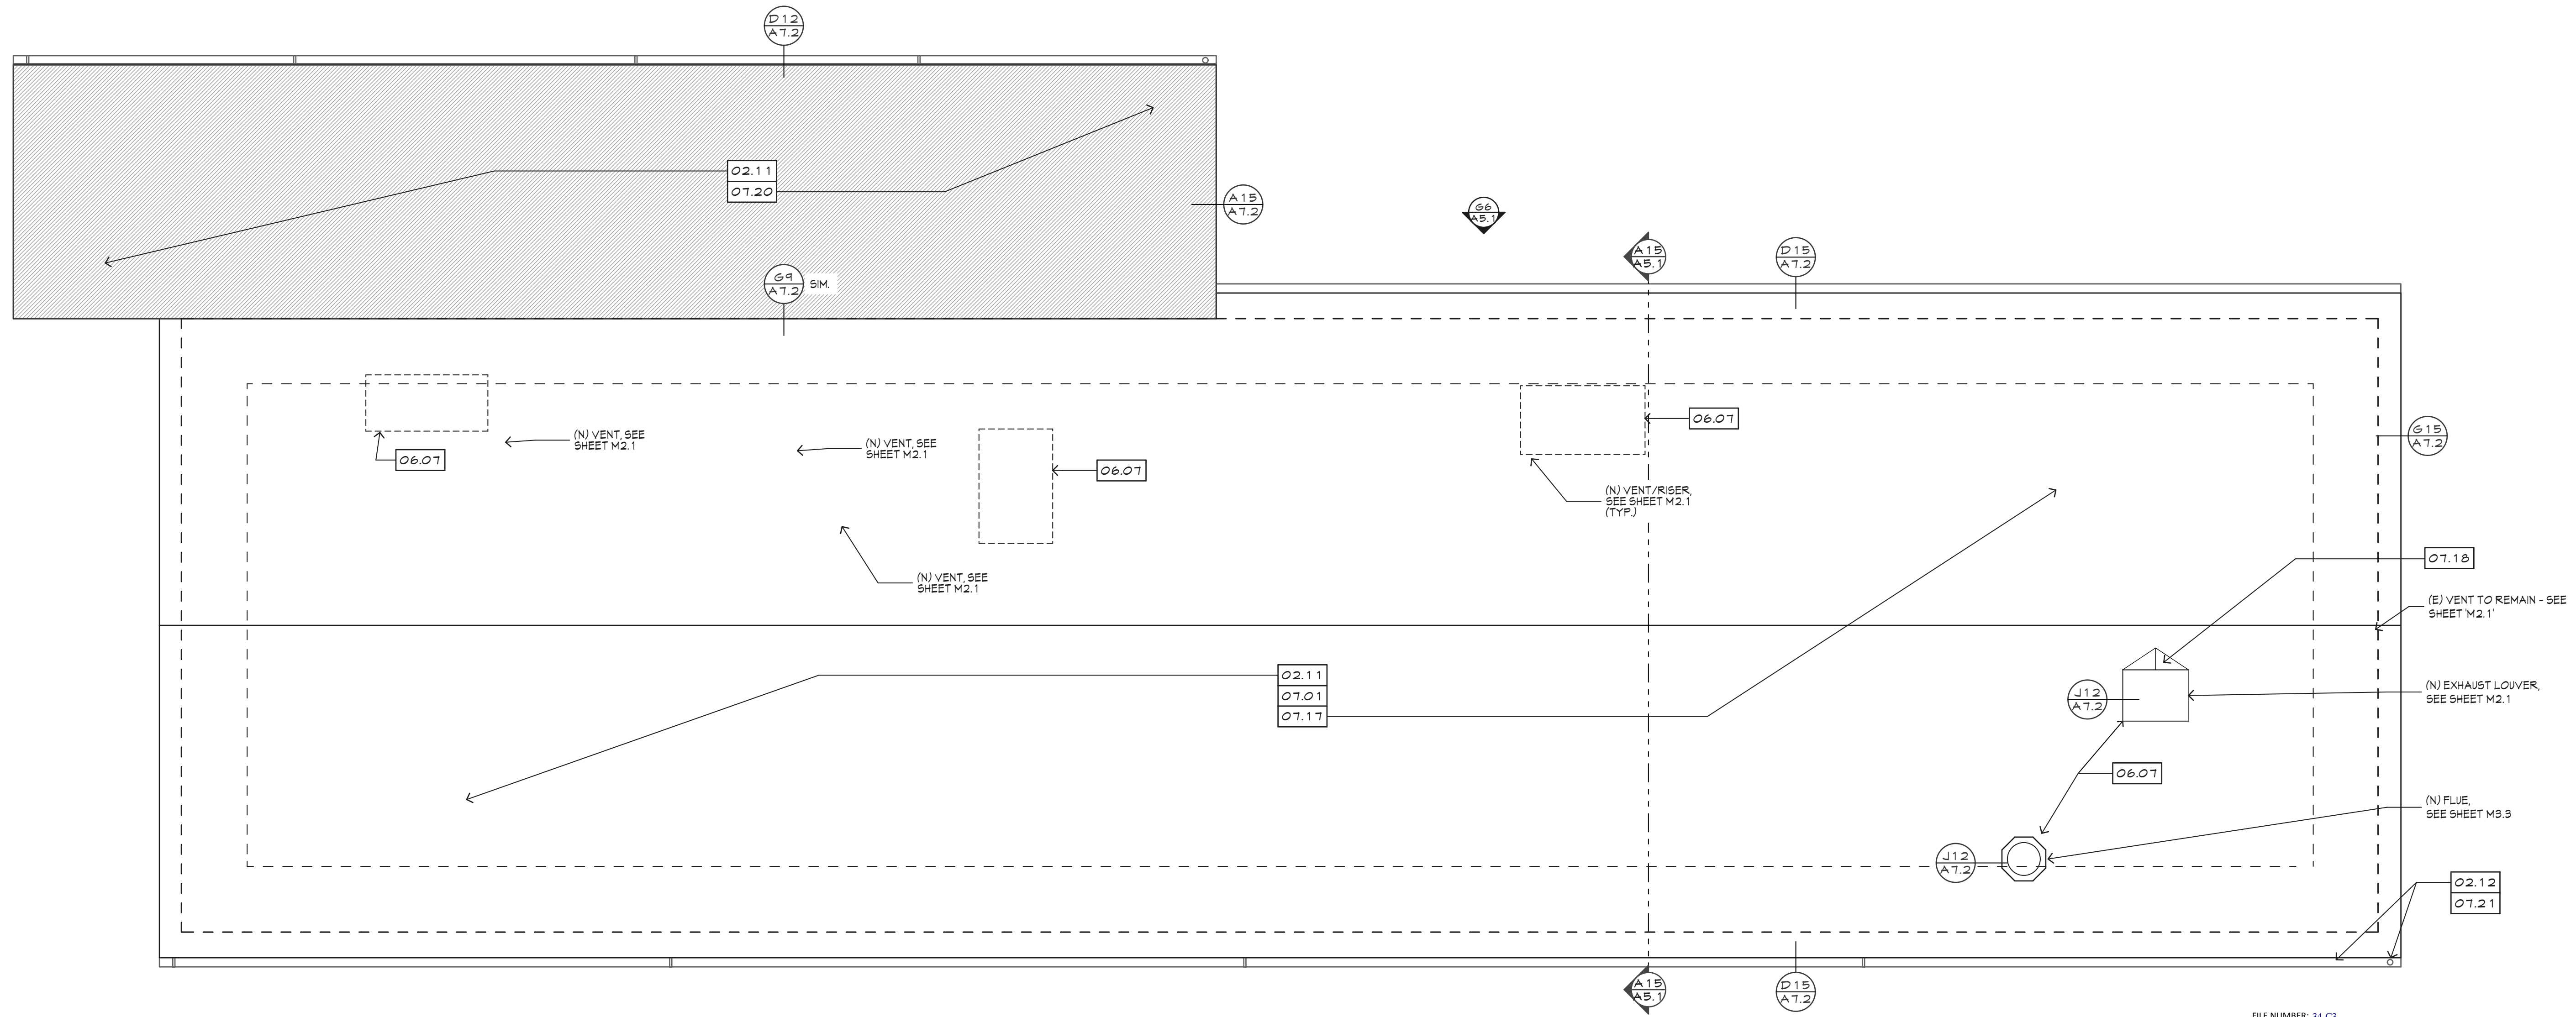 D12
A7.2
02.11
07.20
A15
A7.2
G6
A5.1
A15
A5.1
D15
A7.2
G9
A7.2
SIM.
06.07
(N) VENT, SEE
SHEET M2.1
(N) VENT, SEE
SHEET M2.1
06.07
(N) VENT, SEE
SHEET M2.1
06.07
(N) VENT/RISER,
SEE SHEET M2.1
(TYP.)
G15
A7.2
07.18
(E) VENT TO REMAIN - SEE
SHEET 'M2.1'
02.11
07.01
07.17
J12
A7.2
(N) EXHAUST LOUVER,
SEE SHEET M2.1
06.07
(N) FLUE,
SEE SHEET M3.3
J12
A7.2
02.12
07.21
A15
A5.1
D15
A7.2
FILE NUMBER: 34-C3